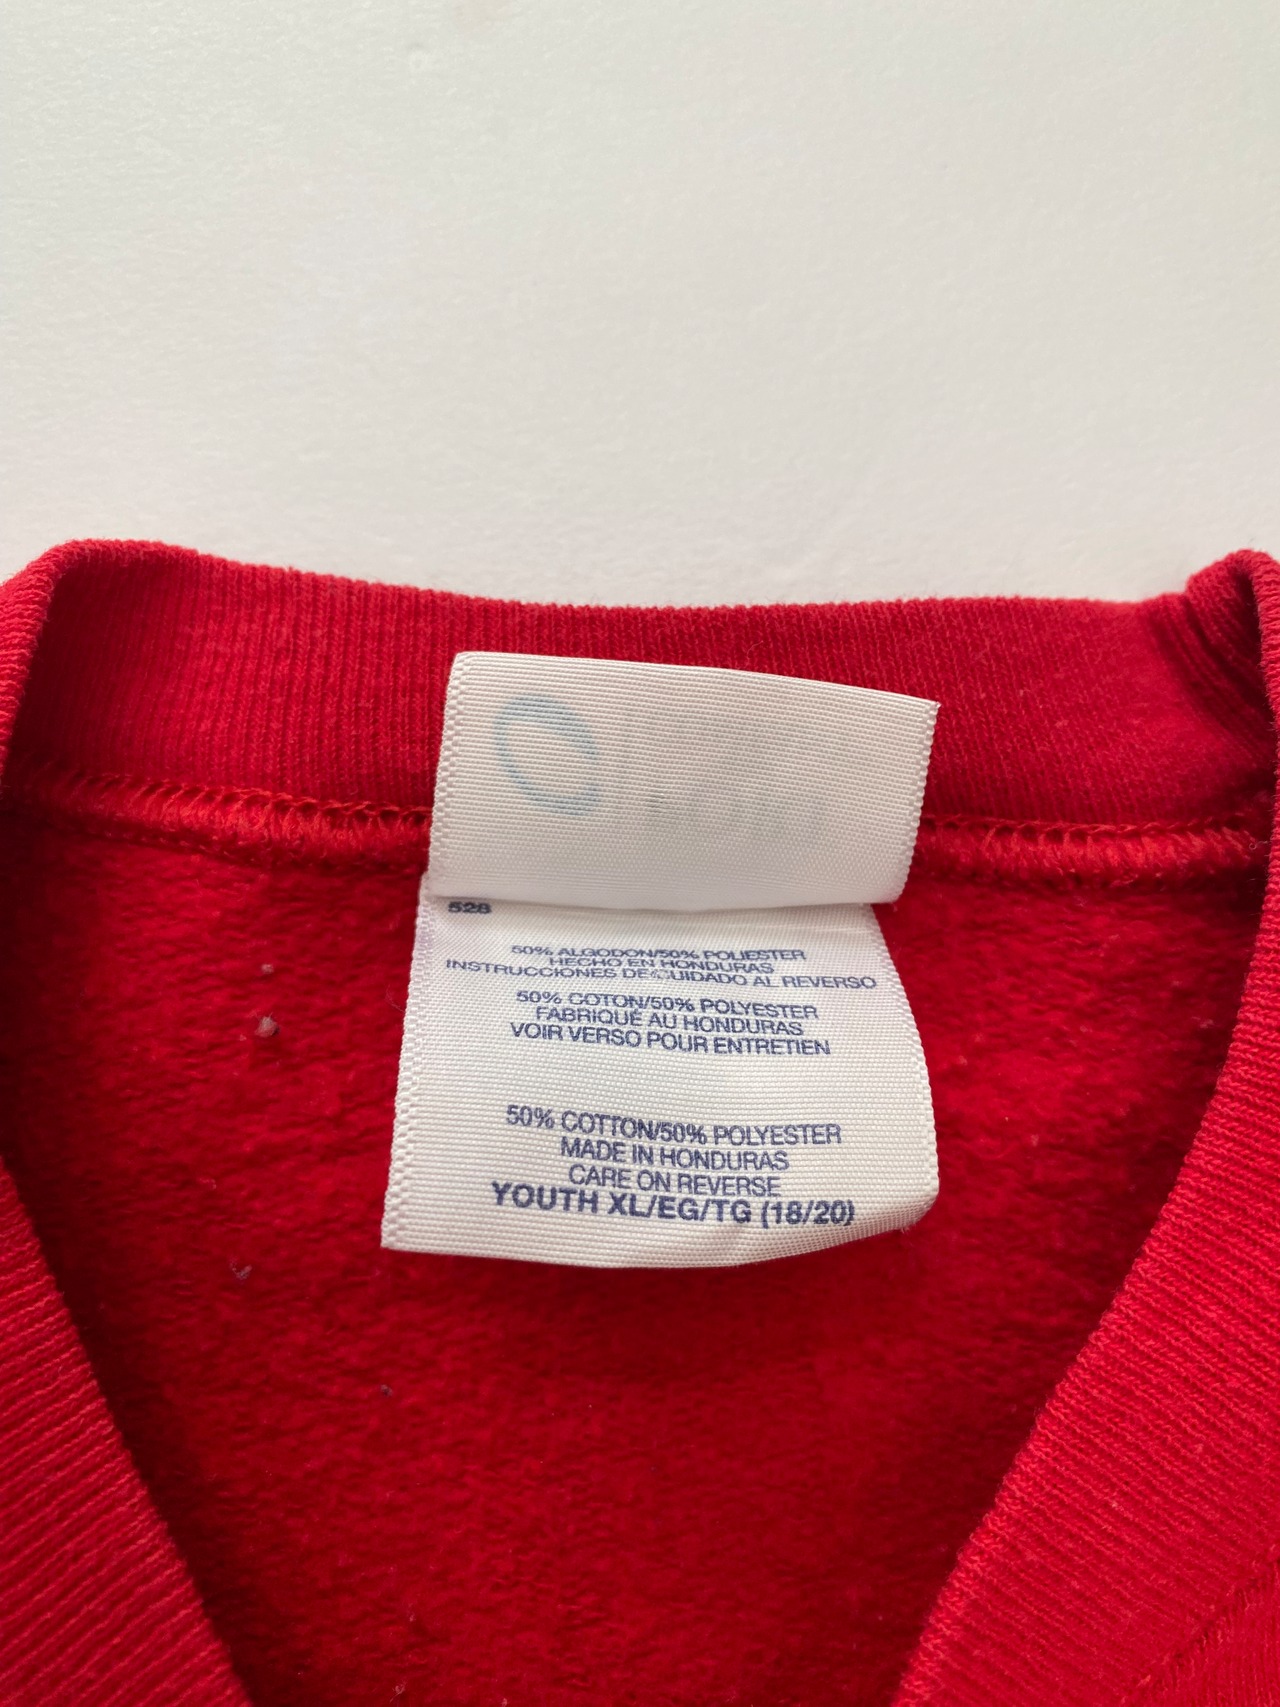 528
50% ALGODON/50% POLIESTER
HECHO EN HONDURAS
INSTRUCCIONES DE CUIDADO AL REVERSO
50% COTON/50% POLYESTER
FABRIQUÉ AU HONDURAS
VOIR VERSO POUR ENTRETIEN
50% COTTON/50% POLYESTER
MADE IN HONDURAS
CARE ON REVERSE
YOUTH XL/EG/TG (18/20)